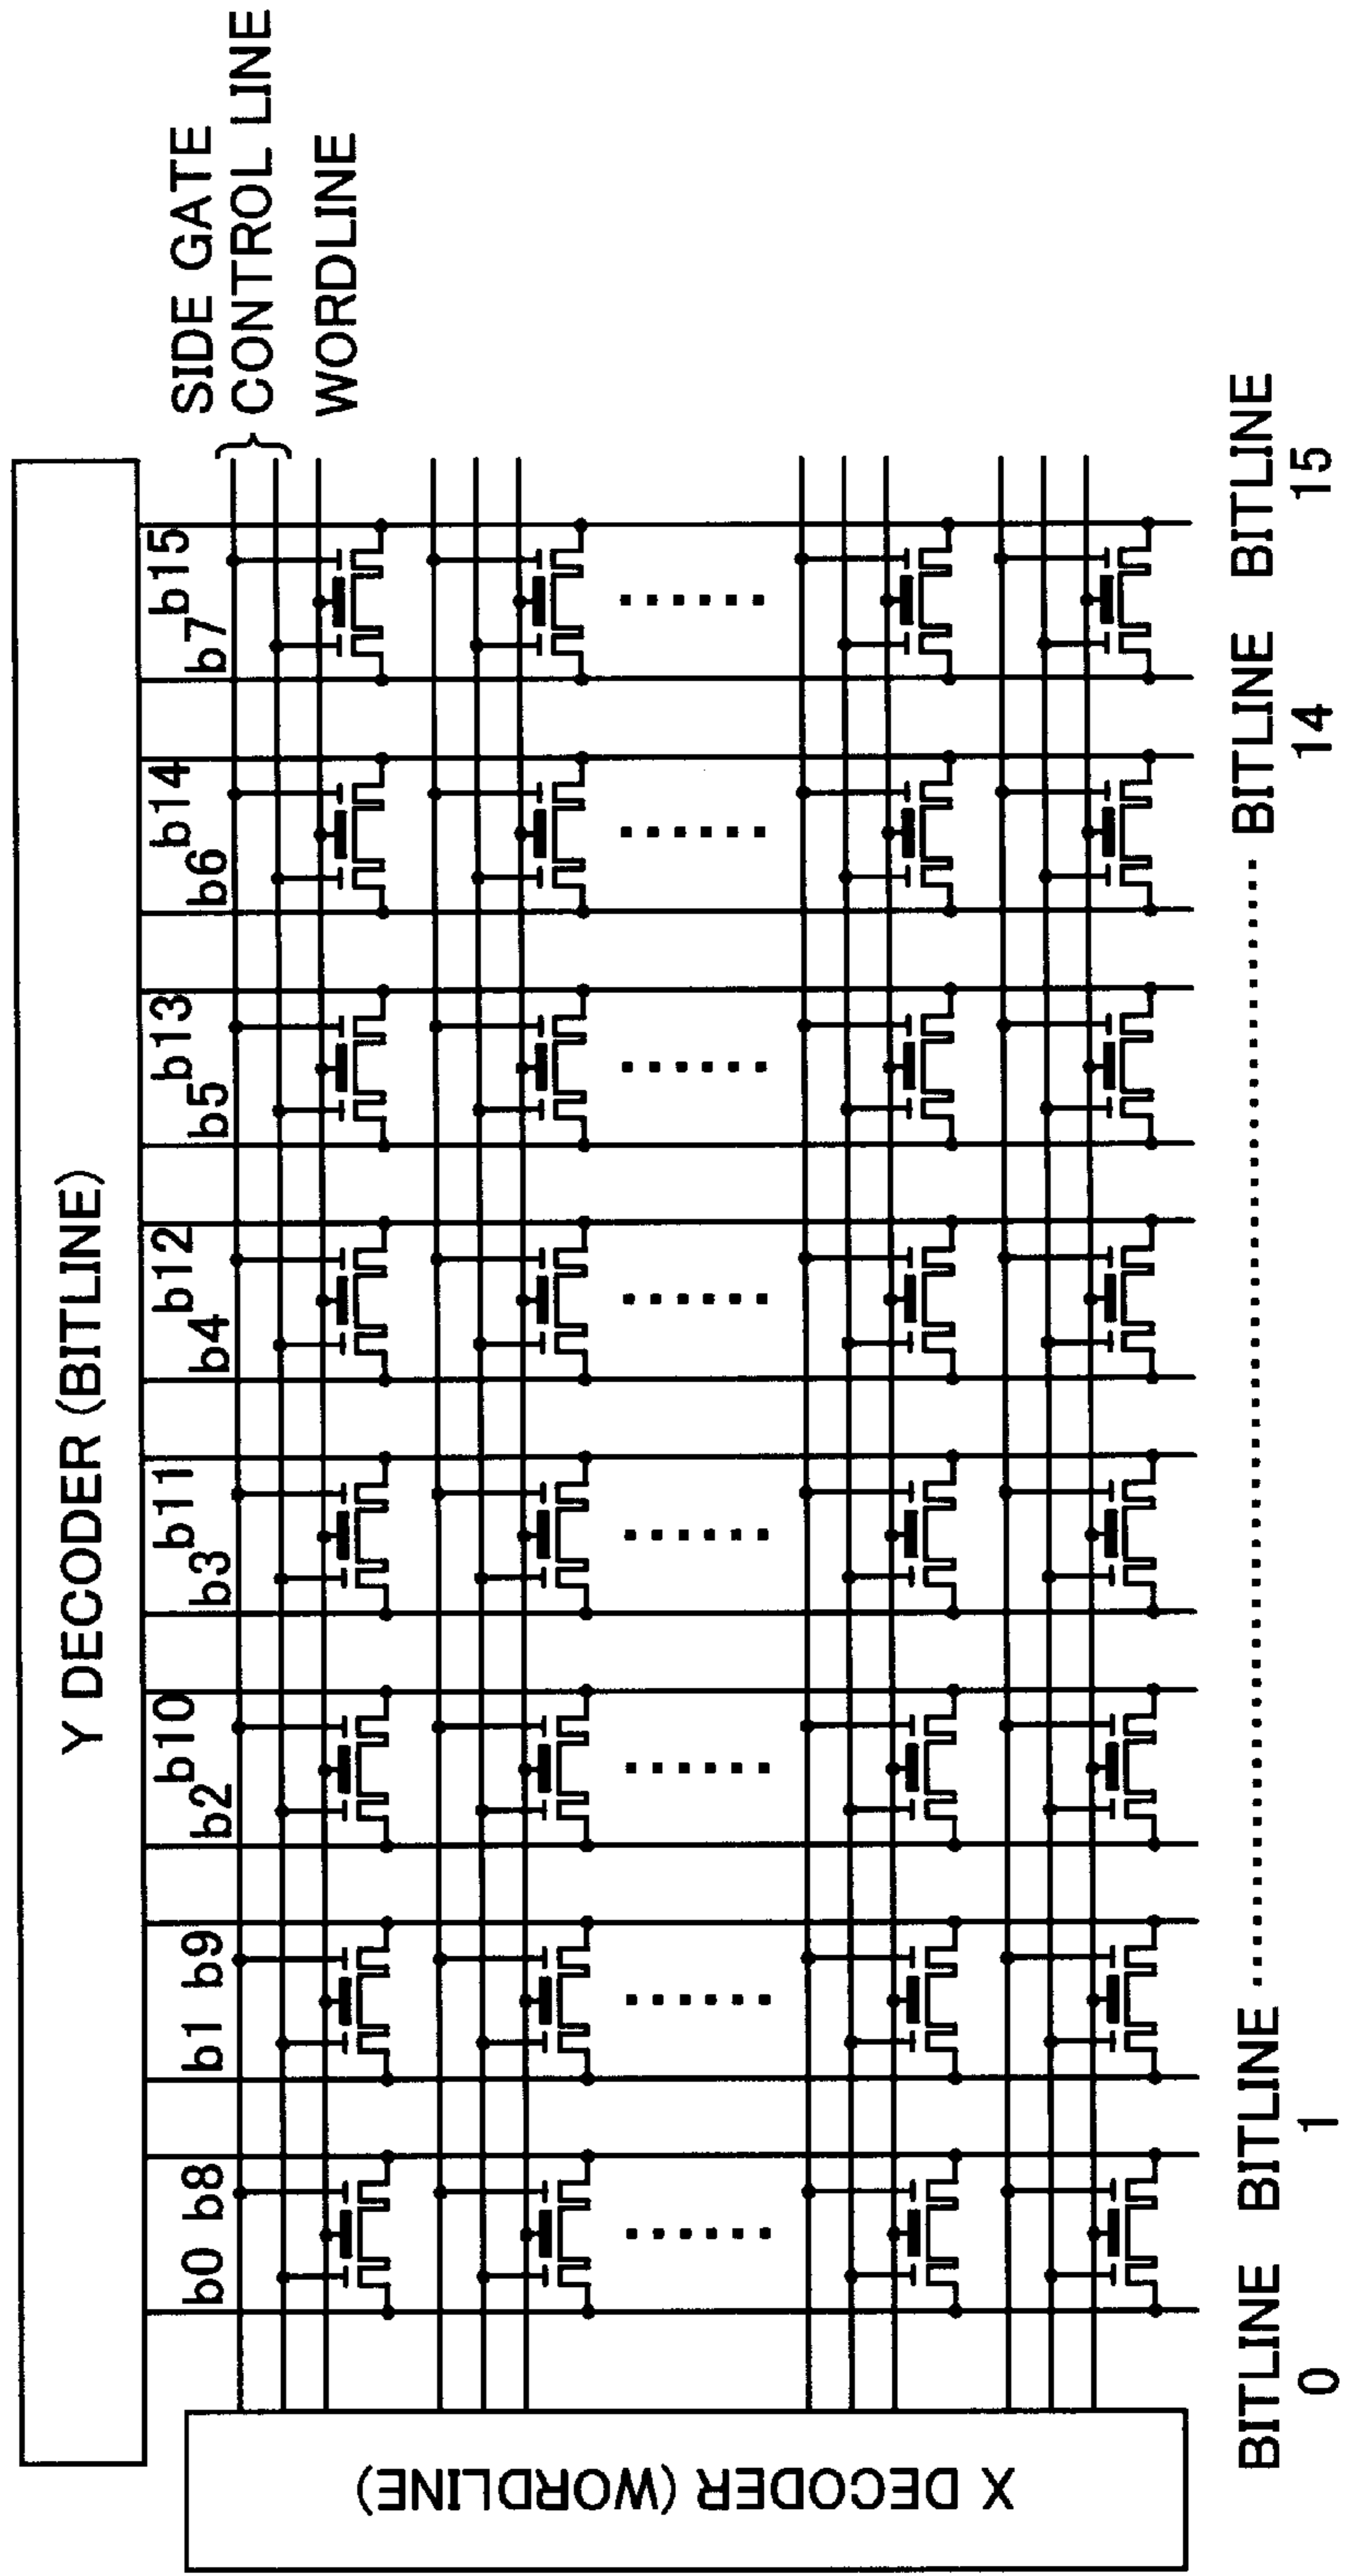 Y DECODER (BITLINE)
SIDE GATE
CONTROL LINE
WORDLINE
b0 b8 b1 b9 b2 b10 b3 b11 b4 b12 b5 b13 b6 b14 b7 b15
X DECODER (WORDLINE)
BITLINE BITLINE BITLINE BITLINE
0 1 14 15